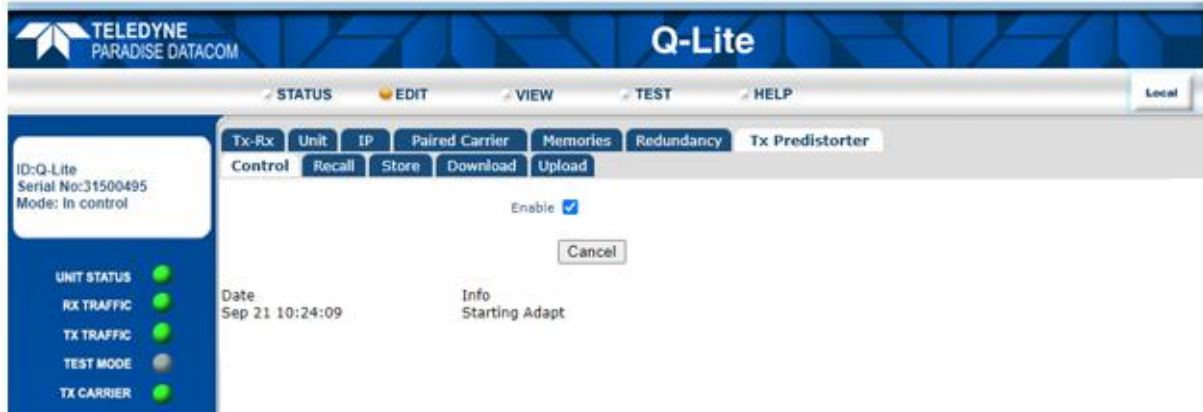 TELEDYNE
PARADISE DATACOM
Q-Lite
STATUS EDIT VIEW TEST HELP Local
Tx-Rx Unit IP Paired Carrier Memories Redundancy Tx Predistorter
Control Recall Store Download Upload
ID:Q-Lite
Serial No:31500495
Mode: In control
Enable
Cancel
UNIT STATUS
RX TRAFFIC
TX TRAFFIC
TEST MODE
TX CARRIER
Date Info
Sep 21 10:24:09 Starting Adapt